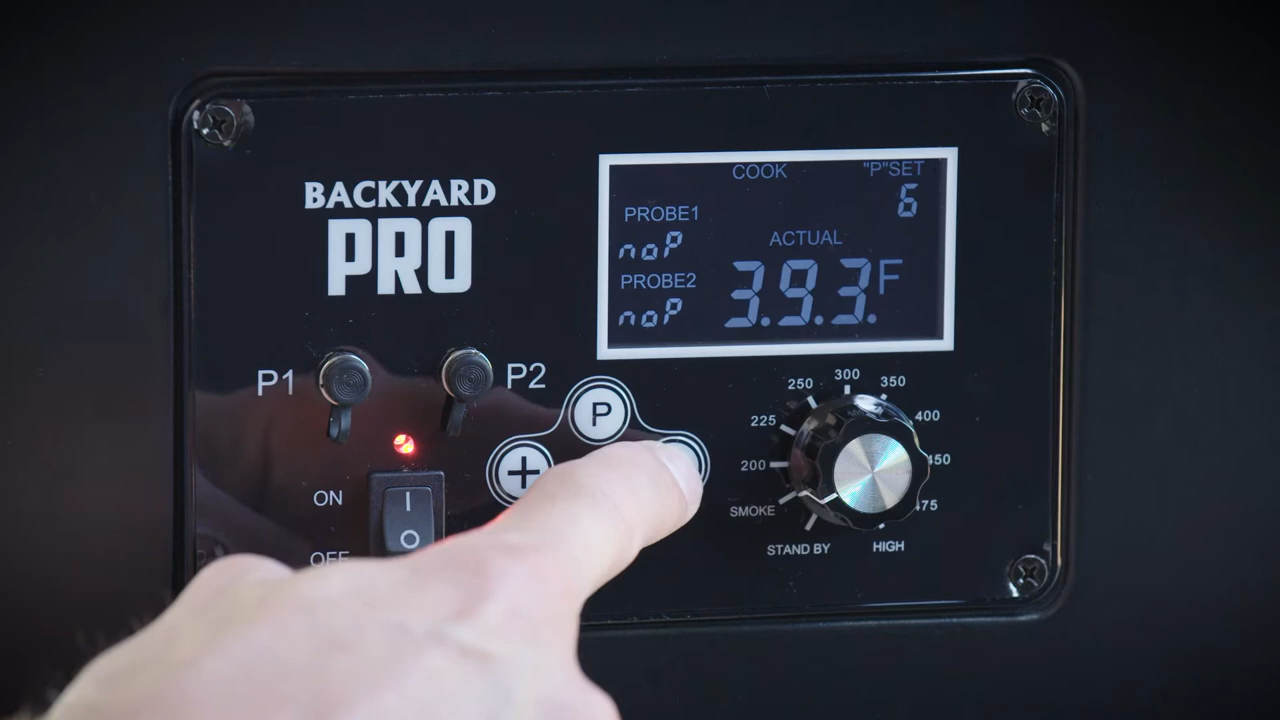 BACKYARD
PRO
COOK "P"SET
6
PROBE1
noP
ACTUAL
PROBE2
3.9.3.F
noP
P1
P2
P
+
ON
I
O
OFF
300
250 350
225 400
200 450
SMOKE 475
STAND BY HIGH